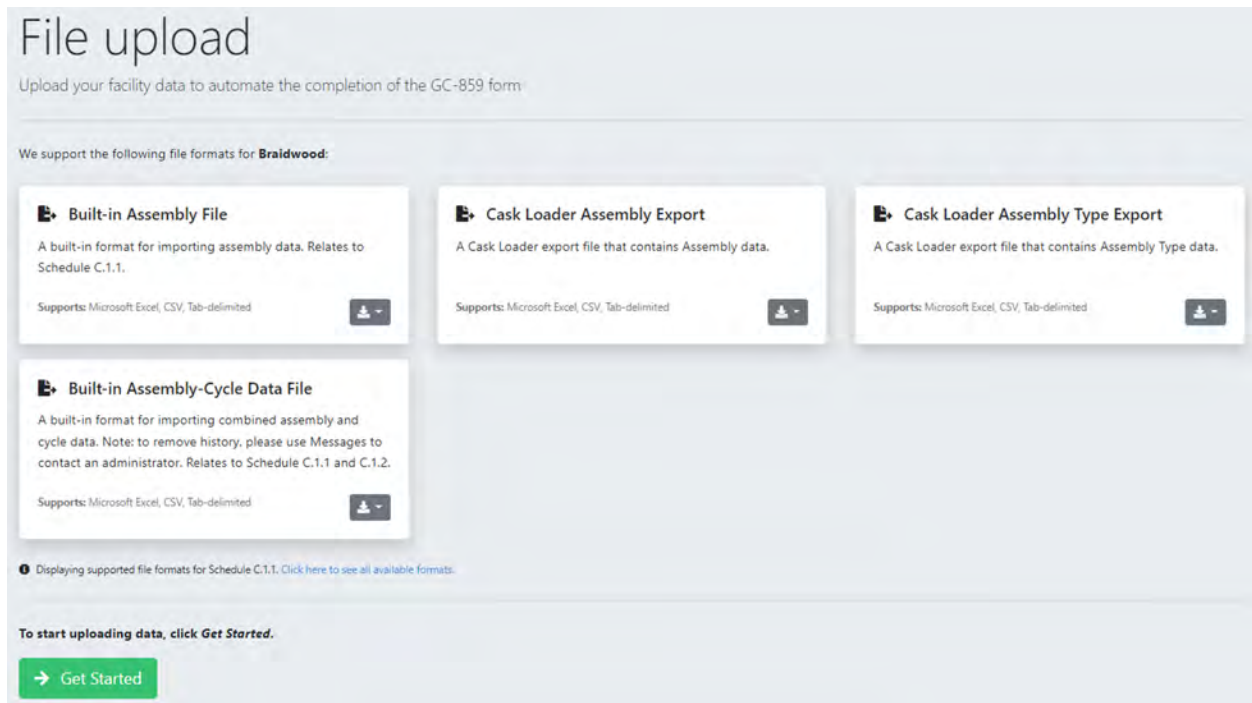 File upload
Upload your facility data to automate the completion of the GC-859 form
We support the following file formats for Braidwood:
Built-in Assembly File
A built-in format for importing assembly data. Relates to
Schedule C.1.1.
Supports: Microsoft Excel, CSV, Tab-delimited
Cask Loader Assembly Export
A Cask Loader export file that contains Assembly data.
Supports: Microsoft Excel, CSV, Tab-delimited
Cask Loader Assembly Type Export
A Cask Loader export file that contains Assembly Type data.
Supports: Microsoft Excel, CSV, Tab-delimited
Built-in Assembly-Cycle Data File
A built-in format for importing combined assembly and
cycle data. Note: to remove history, please use Messages to
contact an administrator. Relates to Schedule C.1.1 and C.1.2.
Supports: Microsoft Excel, CSV, Tab-delimited
Displaying supported file formats for Schedule C.1.1. Click here to see all available formats.
To start uploading data, click Get Started.
Get Started